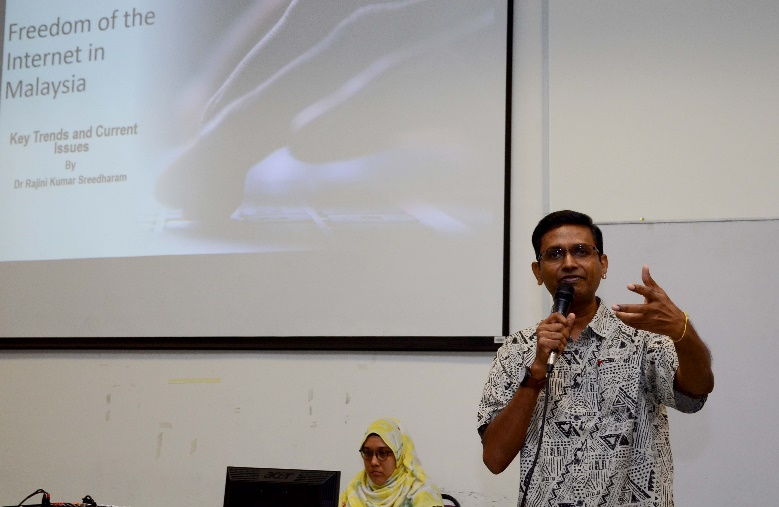 Freedom of the
Internet in
Malaysia
Key Trends and Current
Issues
By
Dr Rajini Kumar Sreedharam
acer